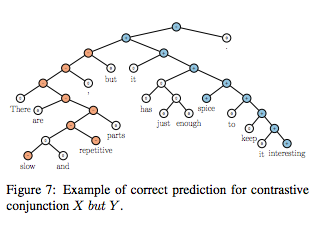 .
but it
,
There
are
has
spice
just enough
to
parts
keep
repetitive
it interesting
slow and
Figure 7: Example of correct prediction for contrastive
conjunction X but Y.